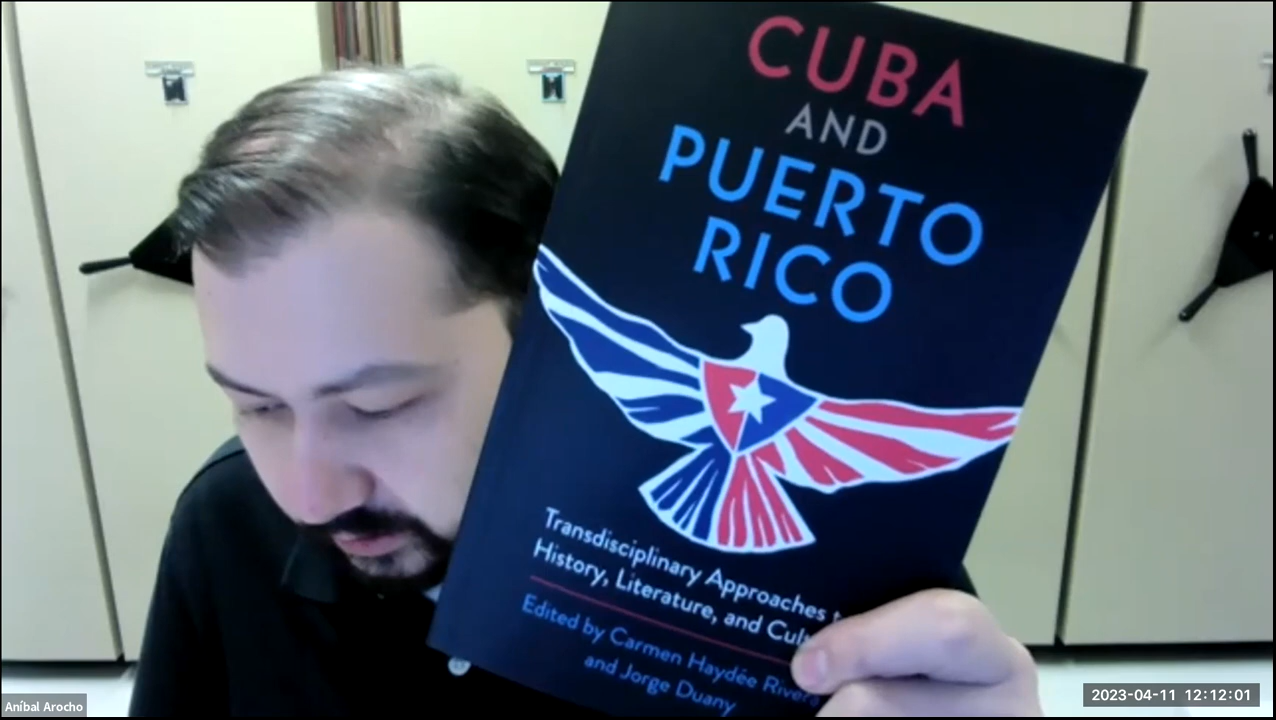 CUBA
AND
PUERTO
RICO
Transdisciplinary Approaches
History, Literature, and
Edited by Carmen Haydée
and Jorge Duany
Aníbal Arocho
2023-04-11 12:12:01